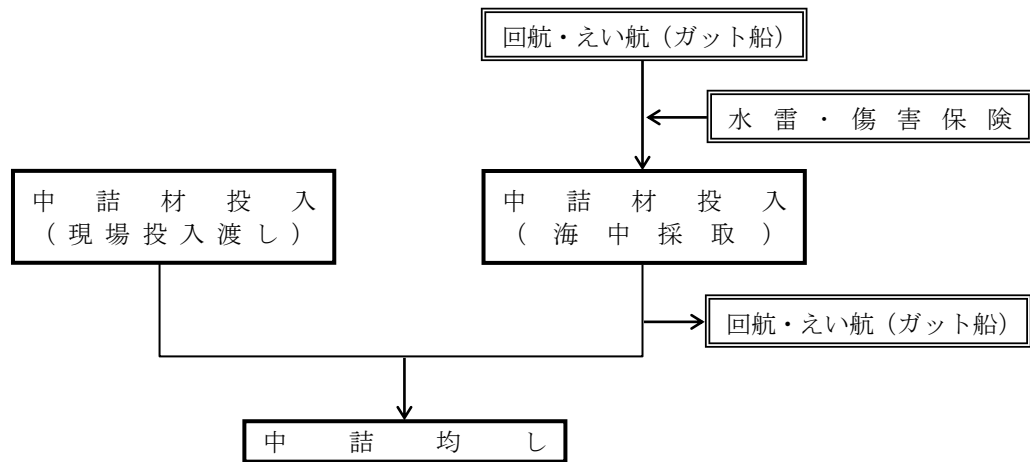 回航・えい航（ガット船）
水雷・傷害保険
中詰材投入
（現場投入渡し）
中詰材投入
（海中採取）
回航・えい航（ガット船）
中詰均し